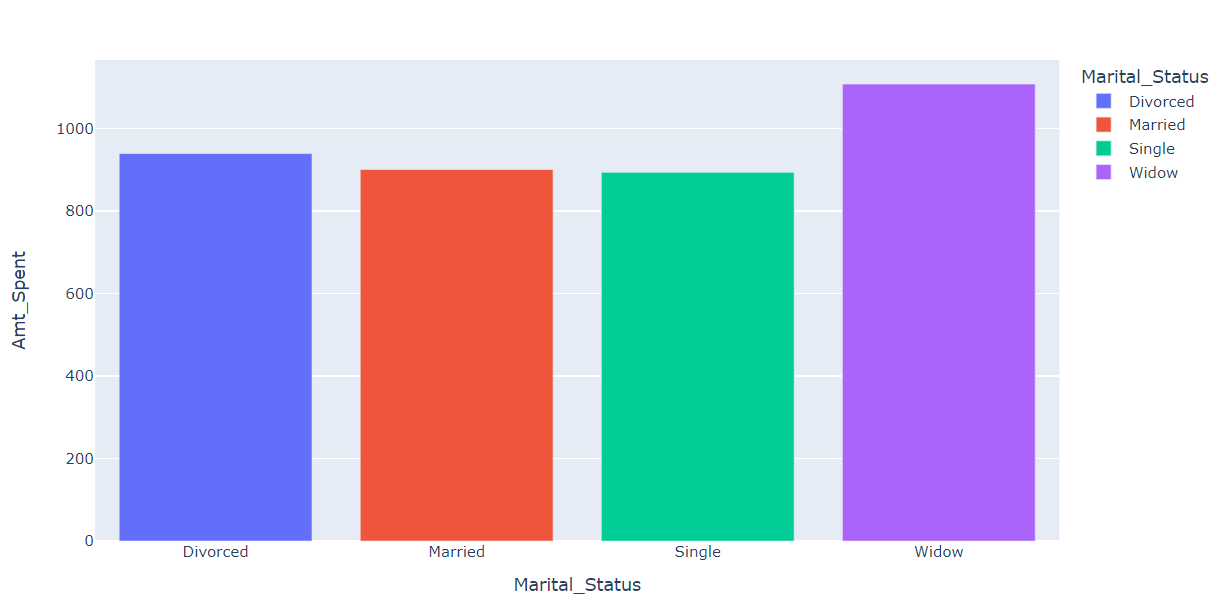 Marital_Status
Divorced
Married
Single
Widow
Amt_Spent
1000
800
600
400
200
0
Divorced Married Single Widow
Marital_Status